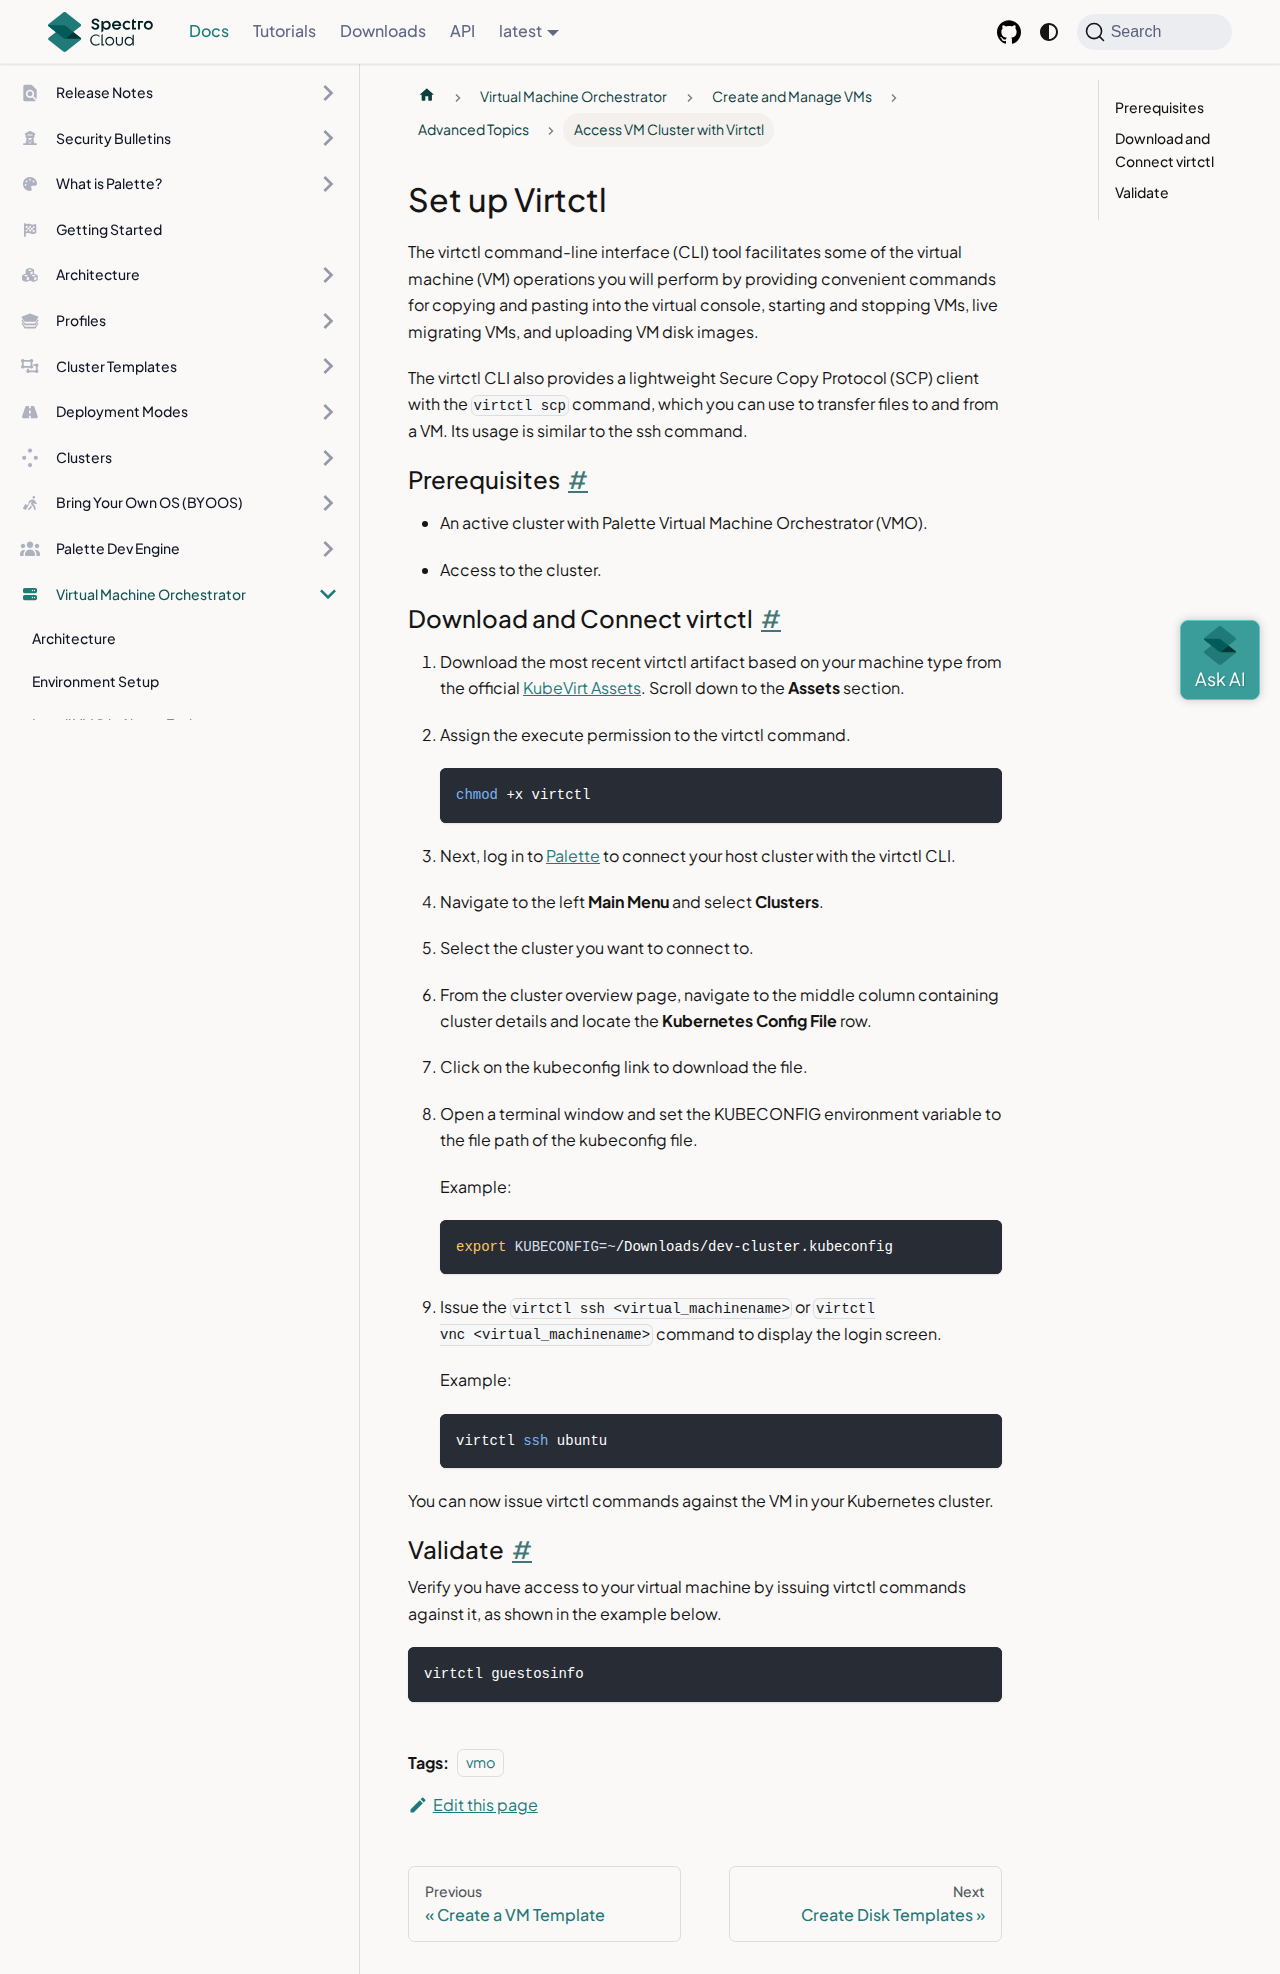 Spectro
Cloud
Docs
Tutorials
Downloads
API
latest
Search
Release Notes
Security Bulletins
What is Palette?
Getting Started
Architecture
Profiles
Cluster Templates
Deployment Modes
Clusters
Bring Your Own OS (BYOOS)
Palette Dev Engine
Virtual Machine Orchestrator
Architecture
Environment Setup
Virtual Machine Orchestrator
Create and Manage VMs
Advanced Topics
Access VM Cluster with Virtctl
Set up Virtctl
The virtctl command-line interface (CLI) tool facilitates some of the virtual
machine (VM) operations you will perform by providing convenient commands
for copying and pasting into the virtual console, starting and stopping VMs, live
migrating VMs, and uploading VM disk images.
The virtctl CLI also provides a lightweight Secure Copy Protocol (SCP) client
with the virtctl scp command, which you can use to transfer files to and from
a VM. Its usage is similar to the ssh command.
Prerequisites #
• An active cluster with Palette Virtual Machine Orchestrator (VMO).
• Access to the cluster.
Download and Connect virtctl #
1. Download the most recent virtctl artifact based on your machine type from
the official KubeVirt Assets. Scroll down to the Assets section.
2. Assign the execute permission to the virtctl command.
chmod +x virtctl
3. Next, log in to Palette to connect your host cluster with the virtctl CLI.
4. Navigate to the left Main Menu and select Clusters.
5. Select the cluster you want to connect to.
6. From the cluster overview page, navigate to the middle column containing
cluster details and locate the Kubernetes Config File row.
7. Click on the kubeconfig link to download the file.
8. Open a terminal window and set the KUBECONFIG environment variable to
the file path of the kubeconfig file.
Example:
export KUBECONFIG=~/Downloads/dev-cluster.kubeconfig
9. Issue the virtctl ssh <virtual_machinename> or virtctl
vnc <virtual_machinename> command to display the login screen.
Example:
virtctl ssh ubuntu
You can now issue virtctl commands against the VM in your Kubernetes cluster.
Validate #
Verify you have access to your virtual machine by issuing virtctl commands
against it, as shown in the example below.
virtctl guestosinfo
Tags: vmo
Edit this page
Previous
« Create a VM Template
Next
Create Disk Templates »
Prerequisites
Download and
Connect virtctl
Validate
Ask AI